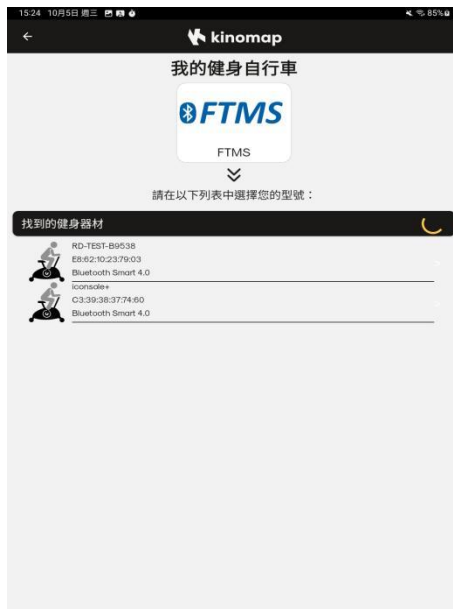 15:24 10月5日 週三 85%
kinomap
我的健身自行車
FTMS
FTMS
請在以下列表中選擇您的型號：
找到的健身器材
RD-TEST-B9538
E8:62:10:23:79:03
Bluetooth Smart 4.0
iconsole+
C3:39:38:37:74:60
Bluetooth Smart 4.0